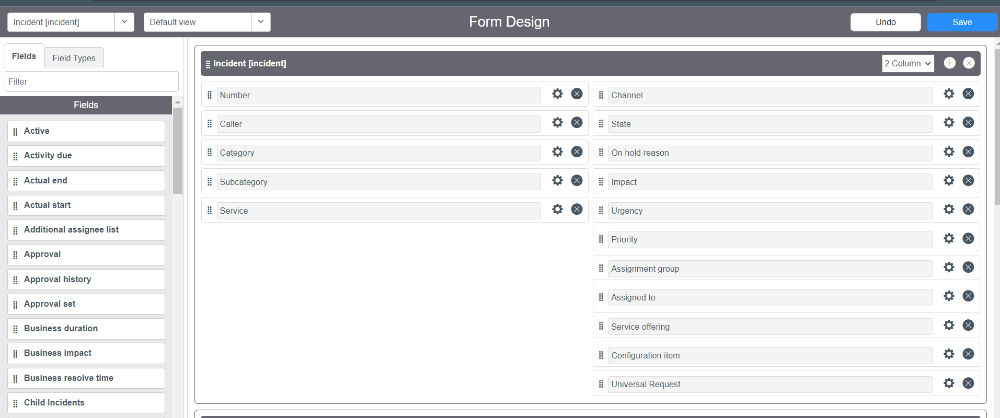 Incident [incident]
Default view
Form Design
Undo
Save
Fields
Field Types
Filter
Fields
Active
Activity due
Actual end
Actual start
Additional assignee list
Approval
Approval history
Approval set
Business duration
Business impact
Business resolve time
Child Incidents
Incident [incident]
2 Column
Number
Caller
Category
Subcategory
Service
Channel
State
On hold reason
Impact
Urgency
Priority
Assignment group
Assigned to
Service offering
Configuration item
Universal Request